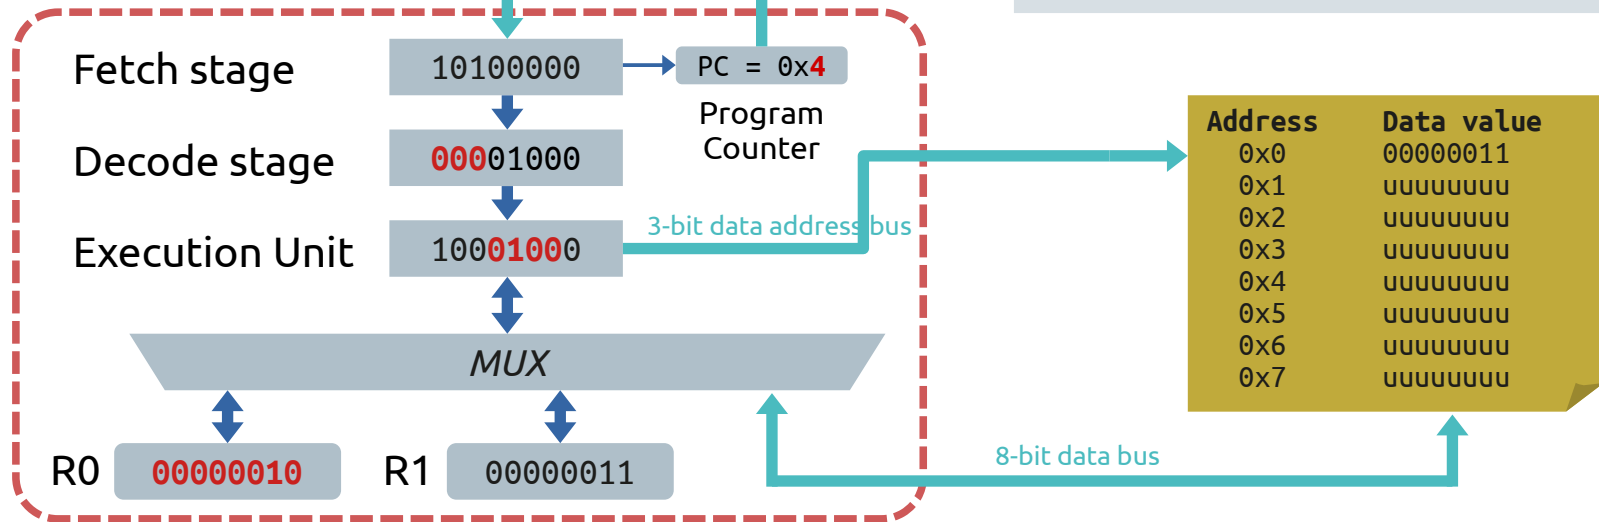 Fetch stage
10100000
PC = 0x4
Program
Counter
Decode stage
00001000
3-bit data address bus
Execution Unit
10001000
MUX
R0
00000010
R1
00000011
8-bit data bus
Address Data value
0x0 00000011
0x1 uuuuuuuu
0x2 uuuuuuuu
0x3 uuuuuuuu
0x4 uuuuuuuu
0x5 uuuuuuuu
0x6 uuuuuuuu
0x7 uuuuuuuu